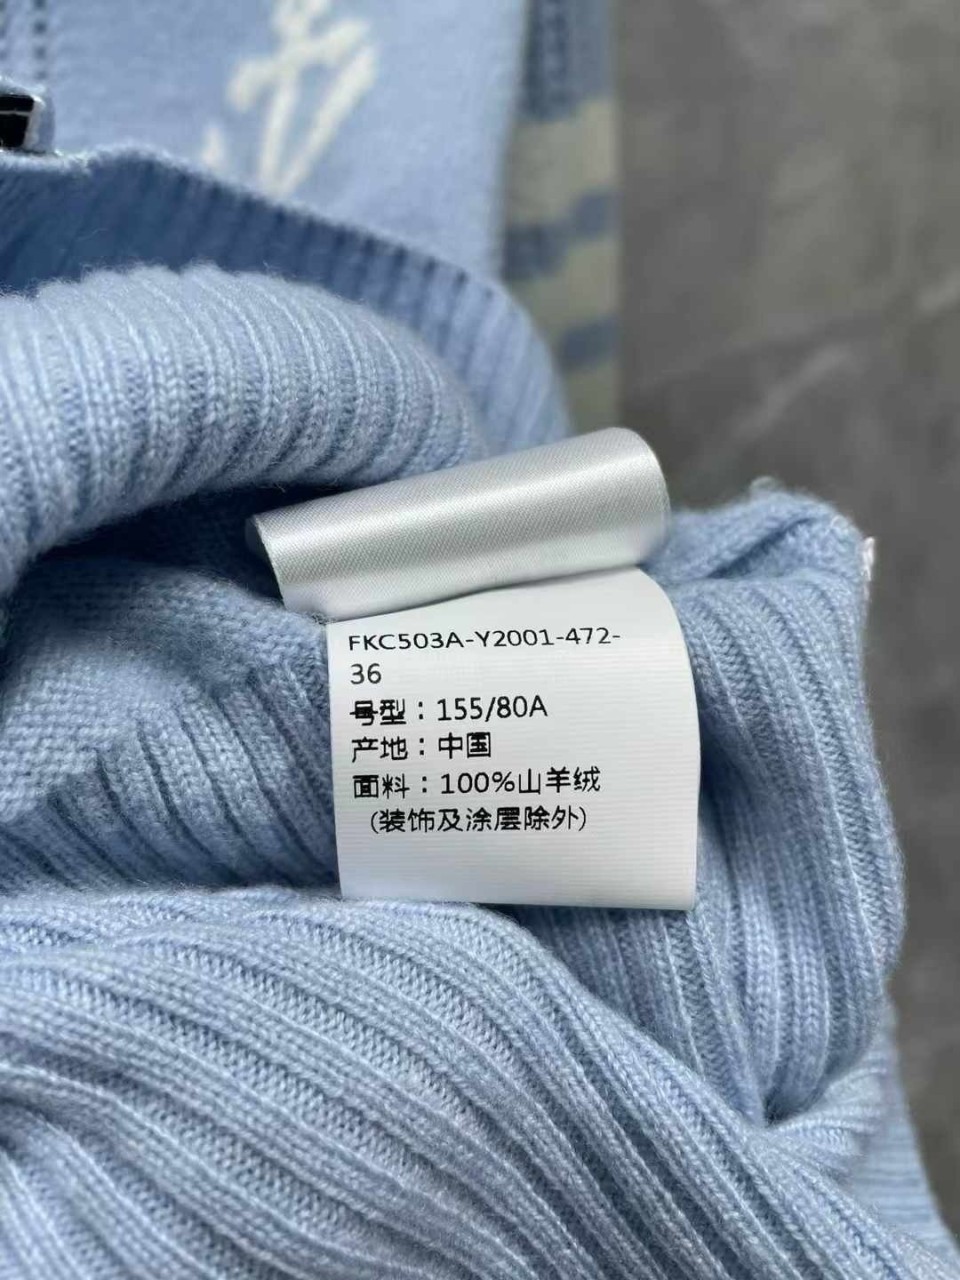 FKC503A-Y2001-472-
36
号型：155/80A
产地：中国
面料：100%山羊绒
(装饰及涂层除外)